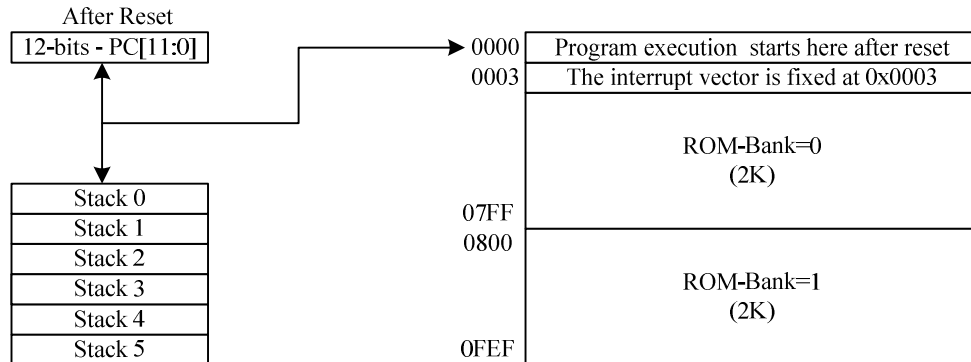 After Reset
12-bits - PC[11:0]
Stack 0
Stack 1
Stack 2
Stack 3
Stack 4
Stack 5
0000
Program execution starts here after reset
0003
The interrupt vector is fixed at 0x0003
ROM-Bank=0
(2K)
07FF
0800
ROM-Bank=1
(2K)
0FEF